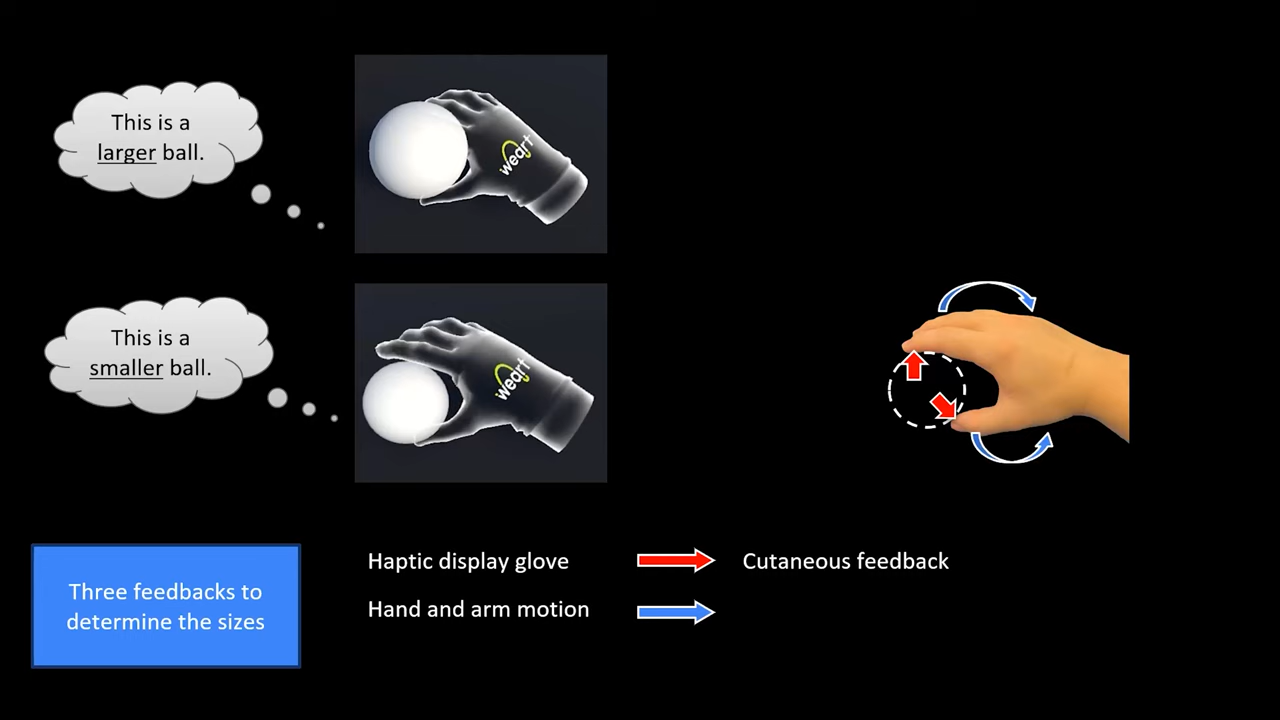 This is a
larger ball.
weart
This is a
smaller ball.
weart
Three feedbacks to
determine the sizes
Haptic display glove
Cutaneous feedback
Hand and arm motion